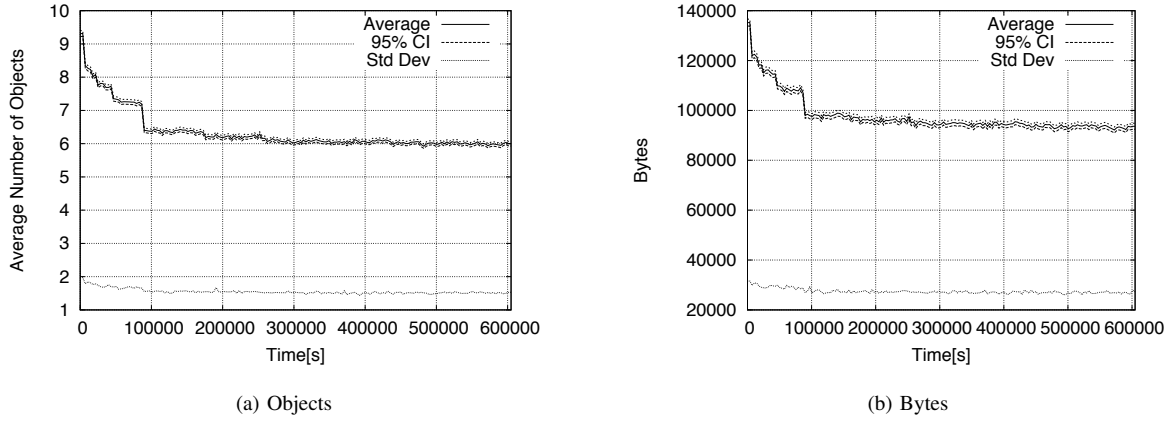 Average Number of Objects
10
9
8
7
6
5
4
3
2
1
0 100000 200000 300000 400000 500000 600000
Time[s]
Average
95% CI
Std Dev
(a) Objects
Bytes
140000
120000
100000
80000
60000
40000
20000
0 100000 200000 300000 400000 500000 600000
Time[s]
Average
95% CI
Std Dev
(b) Bytes